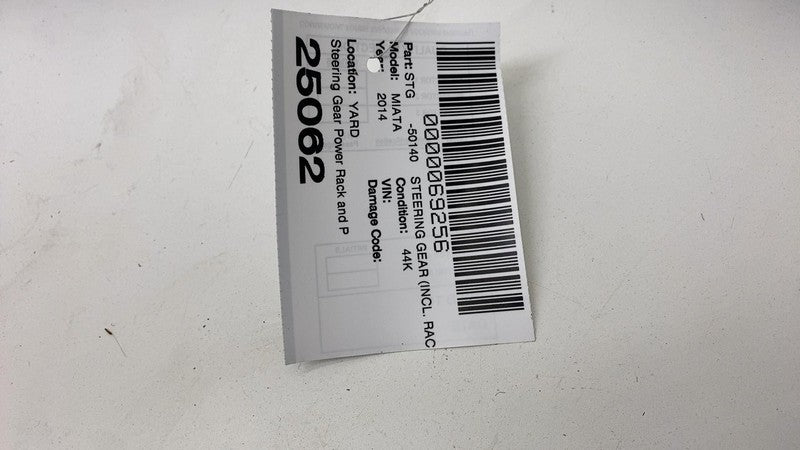 0000069256
Part: STG -50140 STEERING GEAR (INCL. RAC
Model: MIATA Condition: 44K
Year: 2014 VIN:
Damage Code:
Location: YARD
Steering Gear Power Rack and P
25062